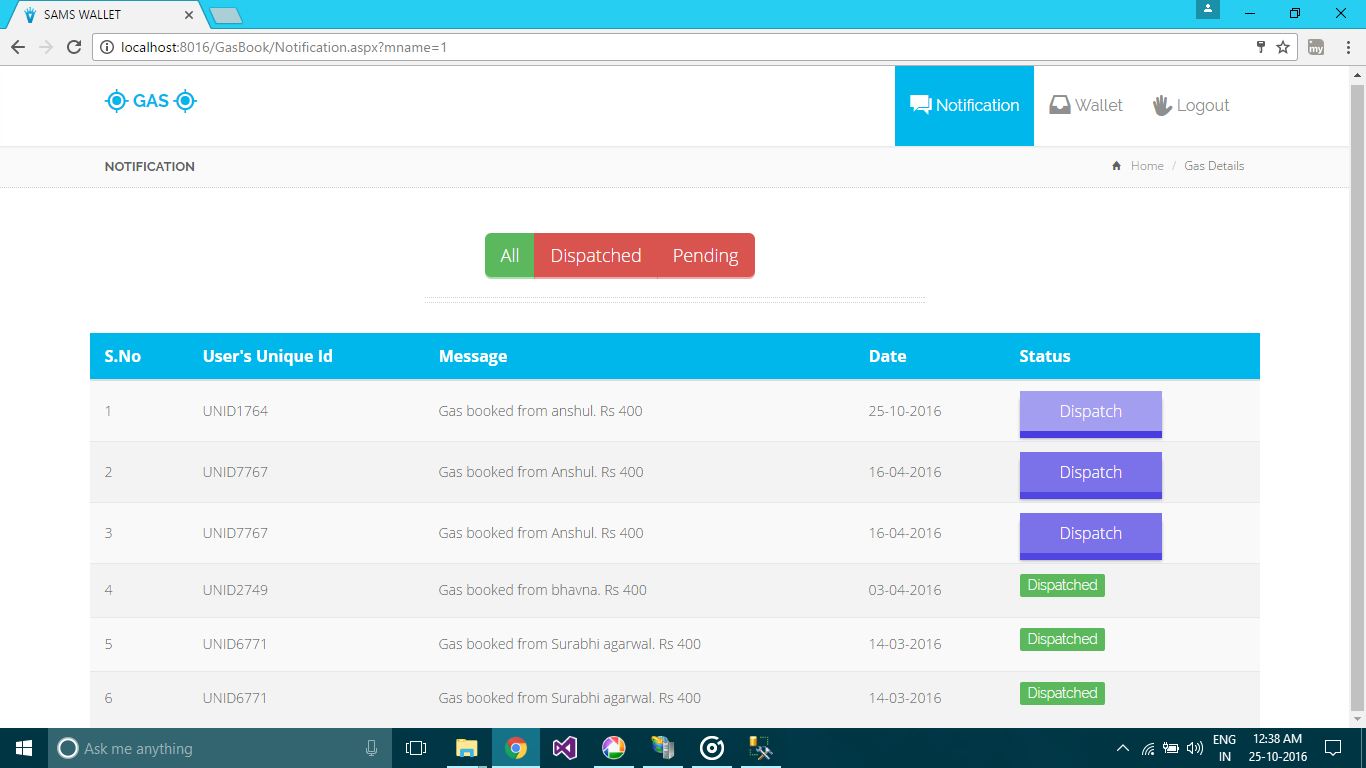 SAMS WALLET
localhost:8016/GasBook/Notification.aspx?mname=1
my
GAS
Notification Wallet Logout
NOTIFICATION
Home / Gas Details
All Dispatched Pending
S.No User's Unique Id Message Date Status
1 UNID1764 Gas booked from anshul. Rs 400 25-10-2016 Dispatch
2 UNID7767 Gas booked from Anshul. Rs 400 16-04-2016 Dispatch
3 UNID7767 Gas booked from Anshul. Rs 400 16-04-2016 Dispatch
4 UNID2749 Gas booked from bhavna. Rs 400 03-04-2016 Dispatched
5 UNID6771 Gas booked from Surabhi agarwal. Rs 400 14-03-2016 Dispatched
6 UNID6771 Gas booked from Surabhi agarwal. Rs 400 14-03-2016 Dispatched
Ask me anything
ENG 12:38 AM
IN 25-10-2016